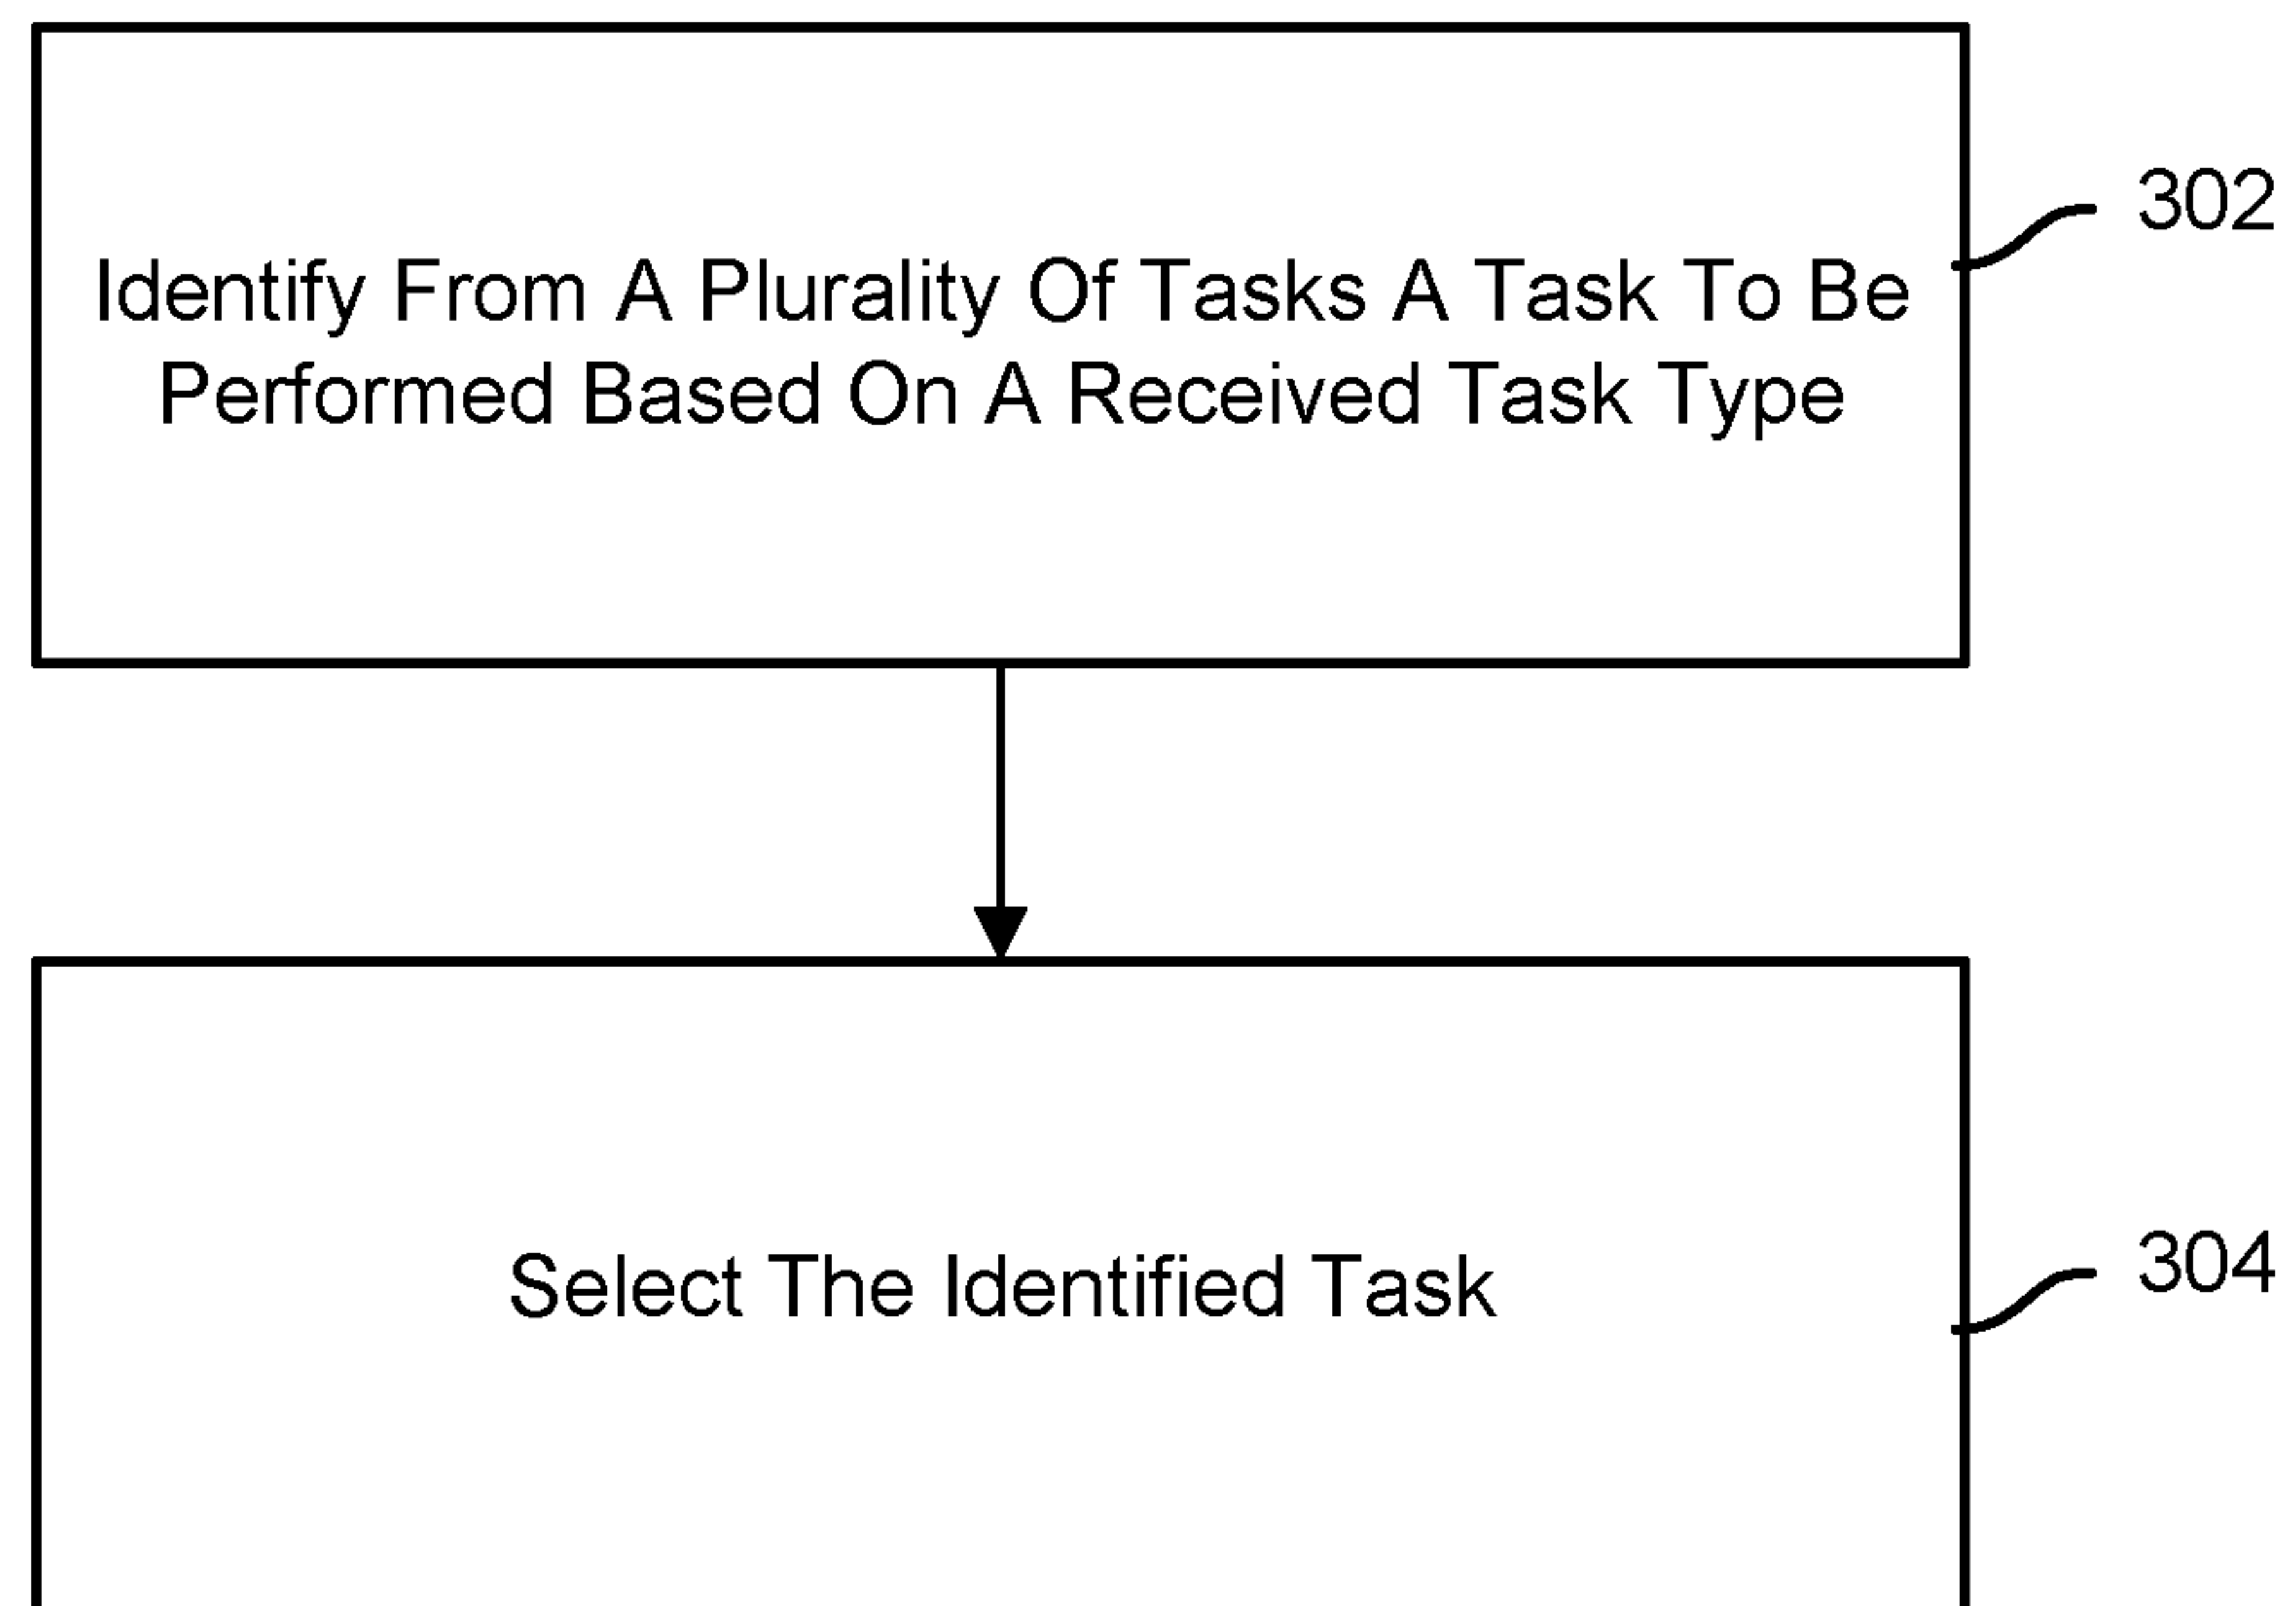 302
Identify From A Plurality Of Tasks A Task To Be
Performed Based On A Received Task Type
304
Select The Identified Task